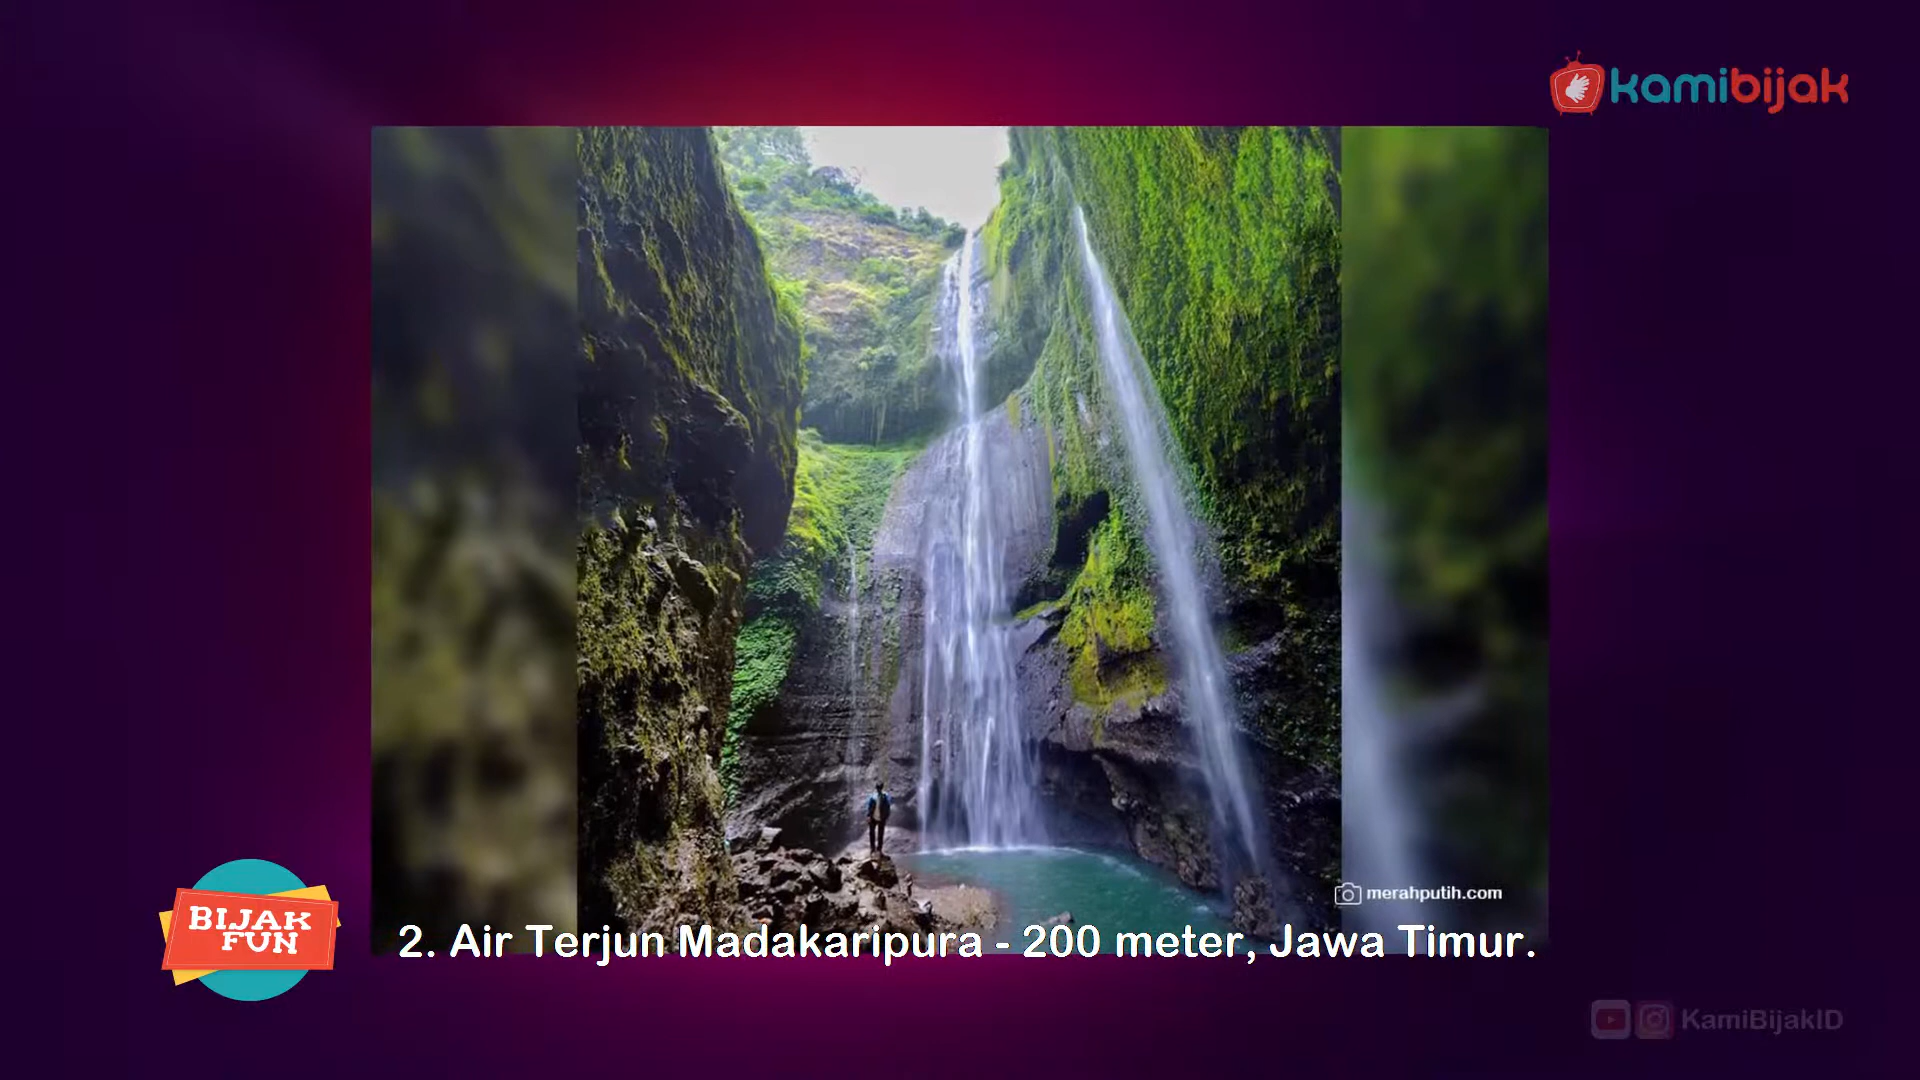 kamibijak
merahputih.com
BIJAK
FUN
2. Air Terjun Madakaripura - 200 meter, Jawa Timur.
KamiBijakID